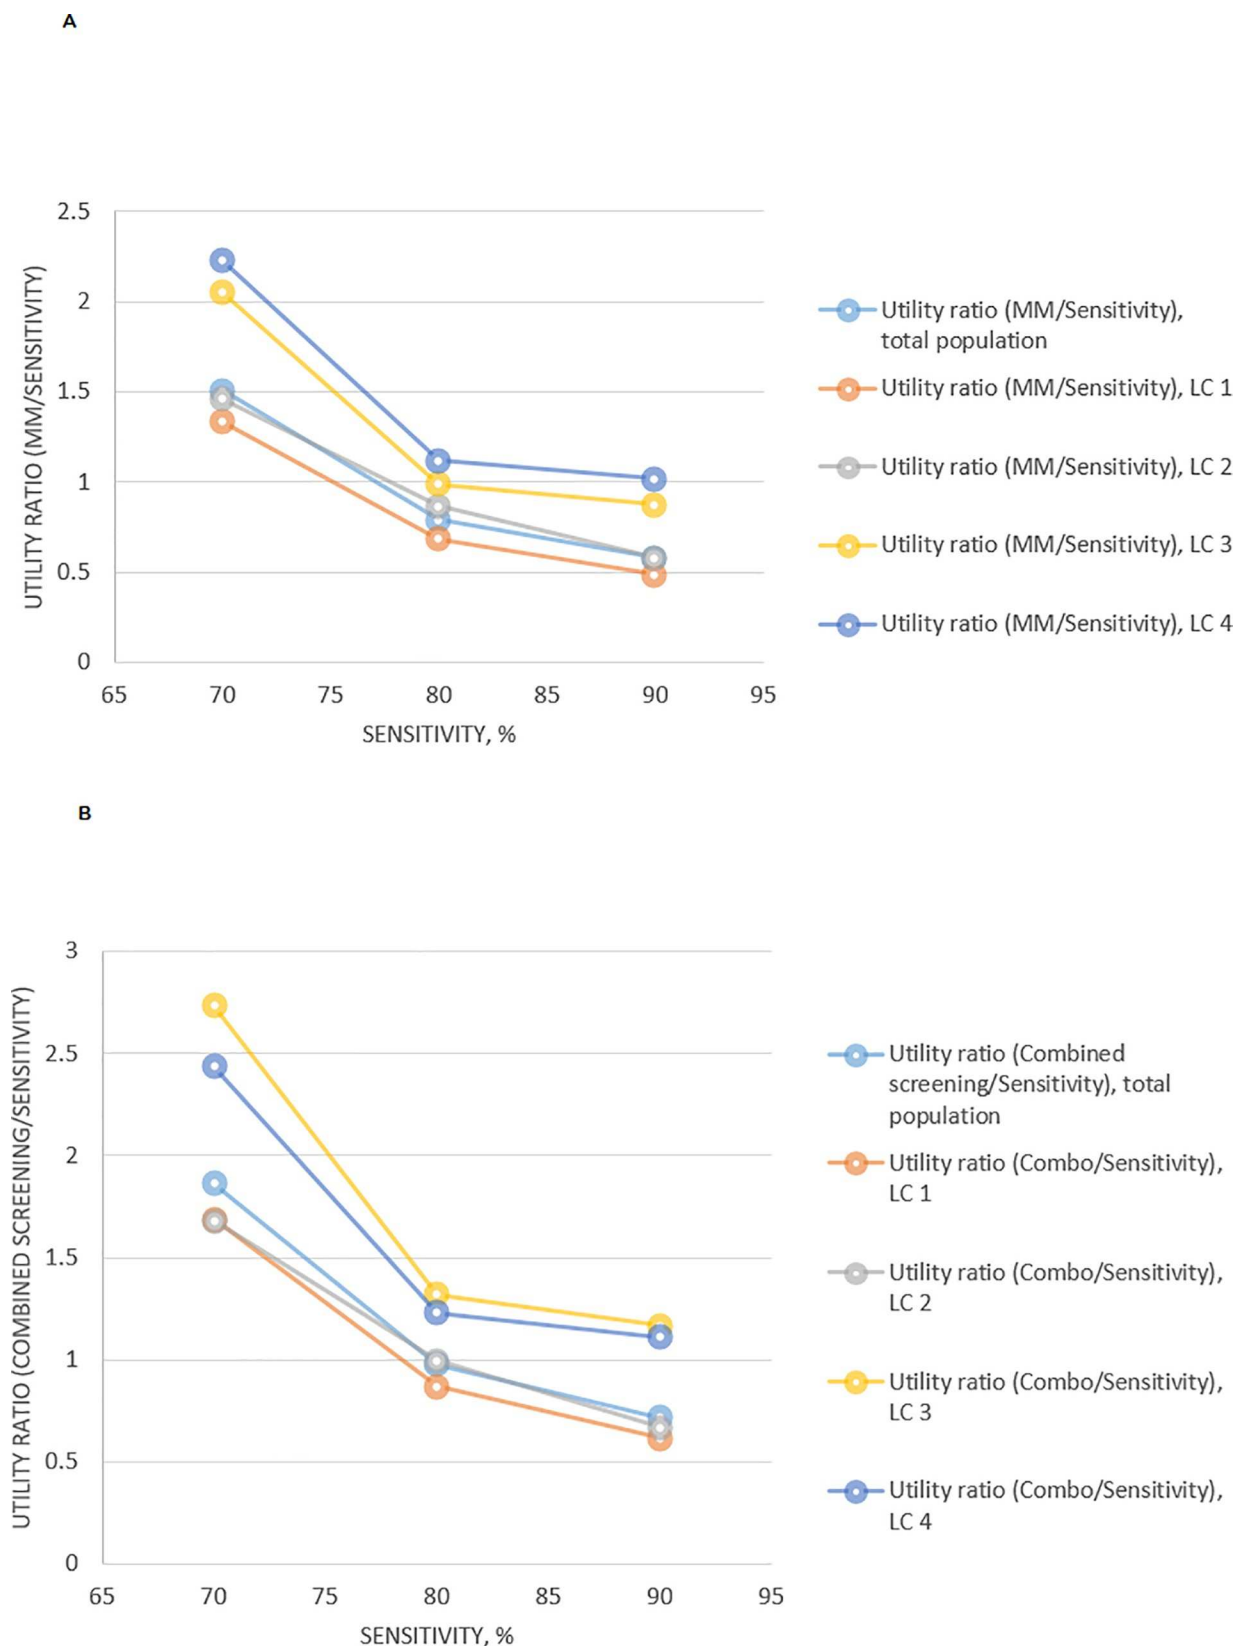 A
UTILITY RATIO (MM/SENSITIVITY)
2.5
2
1.5
1
0.5
0
65 70 75 80 85 90 95
SENSITIVITY, %
Utility ratio (MM/Sensitivity),
total population
Utility ratio (MM/Sensitivity), LC 1
Utility ratio (MM/Sensitivity), LC 2
Utility ratio (MM/Sensitivity), LC 3
Utility ratio (MM/Sensitivity), LC 4
B
UTILITY RATIO (COMBINED SCREENING/SENSITIVITY)
3
2.5
2
1.5
1
0.5
0
65 70 75 80 85 90 95
SENSITIVITY, %
Utility ratio (Combined
screening/Sensitivity), total
population
Utility ratio (Combo/Sensitivity),
LC 1
Utility ratio (Combo/Sensitivity),
LC 2
Utility ratio (Combo/Sensitivity),
LC 3
Utility ratio (Combo/Sensitivity),
LC 4